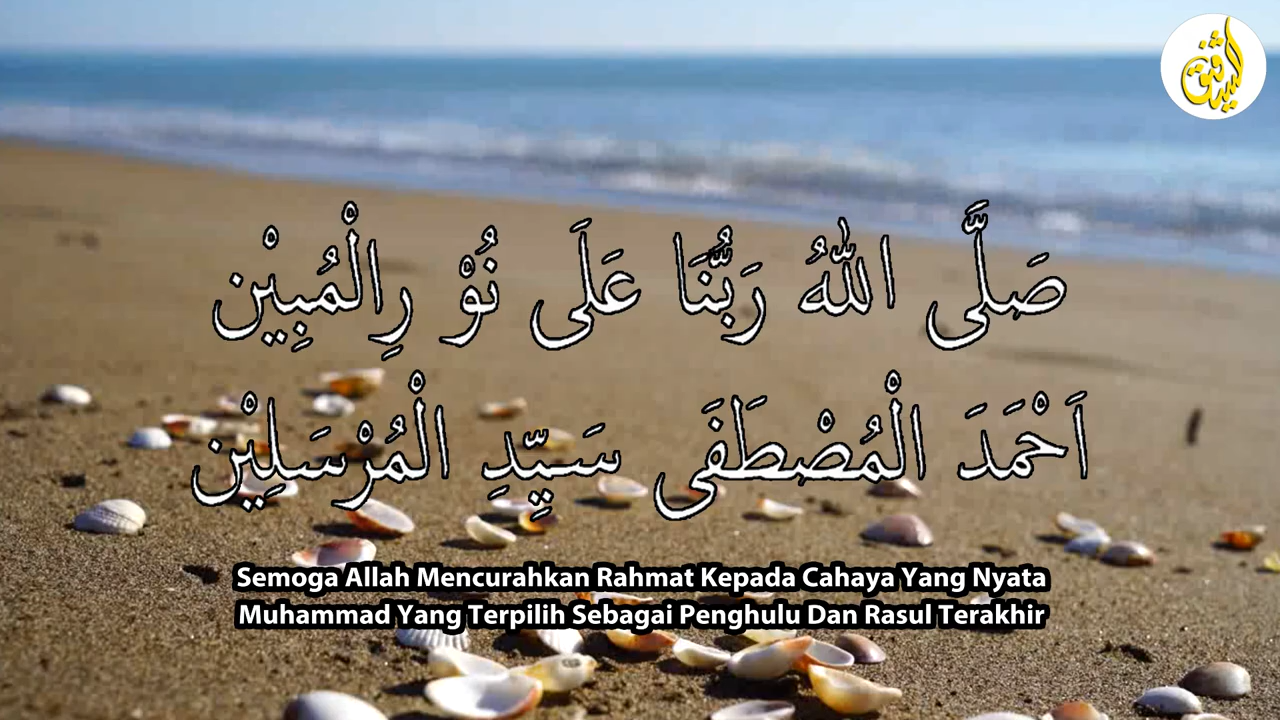 صَلَّى اللّٰهُ رَبُّنَا عَلَى نُوْ رِالْمُبِيْن
اَحْمَدَ الْمُصْطَفَى سَيِّدِ الْمُرْسَلِيْن
Semoga Allah Mencurahkan Rahmat Kepada Cahaya Yang Nyata
Muhammad Yang Terpilih Sebagai Penghulu Dan Rasul Terakhir